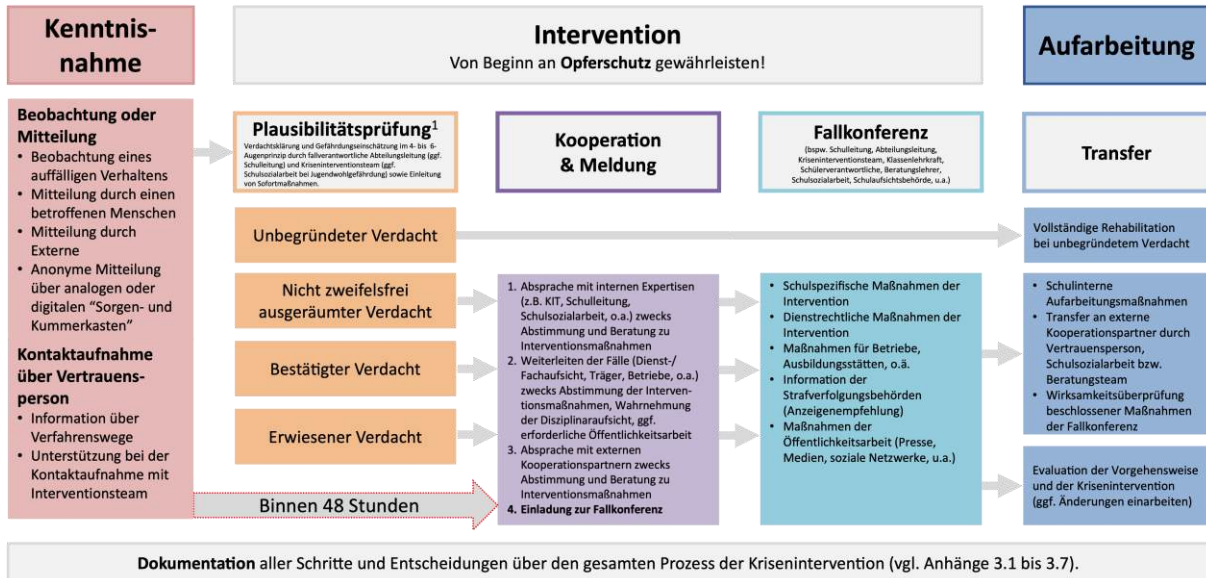 Kenntnis-
nahme
Intervention
Von Beginn an Opferschutz gewährleisten!
Aufarbeitung
Beobachtung oder
Mitteilung
• Beobachtung eines
auffälligen Verhaltens
• Mitteilung durch einen
betroffenen Menschen
• Mitteilung durch
Externe
• Anonyme Mitteilung
über analogen oder
digitalen “Sorgen- und
Kummerkasten”
Kontaktaufnahme
über Vertrauens-
person
• Information über
Verfahrenswege
• Unterstützung bei der
Kontaktaufnahme mit
Interventionsteam
Plausibilitätsprüfung1
Verdachtsklärung und Gefährdungseinschätzung im 4- bis 6-
Augenprinzip durch fallverantwortliche Abteilungsleitung (ggf.
Schulleitung) und Kriseninterventionsteam (ggf.
Schulsozialarbeit bei Jugendwohlgefährdung) sowie Einleitung
von Sofortmaßnahmen.
Unbegründeter Verdacht
Nicht zweifelsfrei
ausgeräumter Verdacht
Bestätigter Verdacht
Erwiesener Verdacht
Binnen 48 Stunden
Kooperation
& Meldung
1. Absprache mit internen Expertisen
(z.B. KIT, Schulleitung,
Schulsozialarbeit, o.a.) zwecks
Abstimmung und Beratung zu
Interventionsmaßnahmen
2. Weiterleiten der Fälle (Dienst-/
Fachaufsicht, Träger, Betriebe, o.a.)
zwecks Abstimmung der Interven-
tionsmaßnahmen, Wahrnehmung
der Disziplinaraufsicht, ggf.
erforderliche Öffentlichkeitsarbeit
3. Absprache mit externen
Kooperationspartnern zwecks
Abstimmung und Beratung zu
Interventionsmaßnahmen
4. Einladung zur Fallkonferenz
Fallkonferenz
(bspw. Schulleitung, Abteilungsleitung,
Kriseninterventionsteam, Klassenlehrkraft,
Schülerverantwortliche, Beratungslehrer,
Schulsozialarbeit, Schulaufsichtsbehörde, u.a.)
• Schulspezifische Maßnahmen der
Intervention
• Dienstrechtliche Maßnahmen der
Intervention
• Maßnahmen für Betriebe,
Ausbildungsstätten, o.ä.
• Information der
Strafverfolgungsbehörden
(Anzeigenempfehlung)
• Maßnahmen der
Öffentlichkeitsarbeit (Presse,
Medien, soziale Netzwerke, u.a.)
Transfer
Vollständige Rehabilitation
bei unbegründetem Verdacht
• Schulinterne
Aufarbeitungsmaßnahmen
• Transfer an externe
Kooperationspartner durch
Vertrauensperson,
Schulsozialarbeit bzw.
Beratungsteam
• Wirksamkeitsüberprüfung
beschlossener Maßnahmen
der Fallkonferenz
Evaluation der Vorgehensweise
und der Krisenintervention
(ggf. Änderungen einarbeiten)
Dokumentation aller Schritte und Entscheidungen über den gesamten Prozess der Krisenintervention (vgl. Anhänge 3.1 bis 3.7).